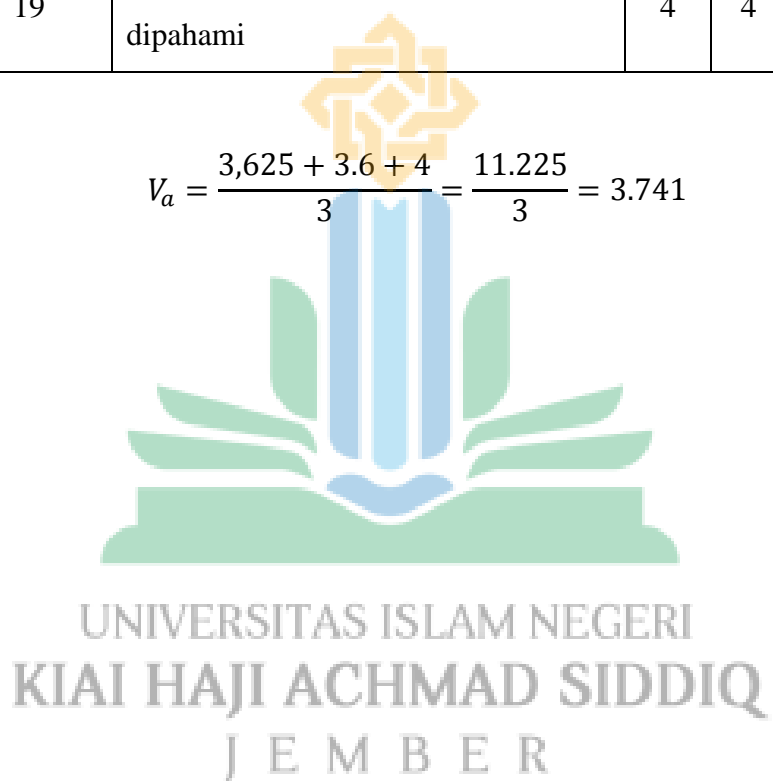 19 dipahami 4 4
V_a = (3,625 + 3.6 + 4)/3 = 11.225/3 = 3.741
UNIVERSITAS ISLAM NEGERI
KIAI HAJI ACHMAD SIDDIQ
JEMBER